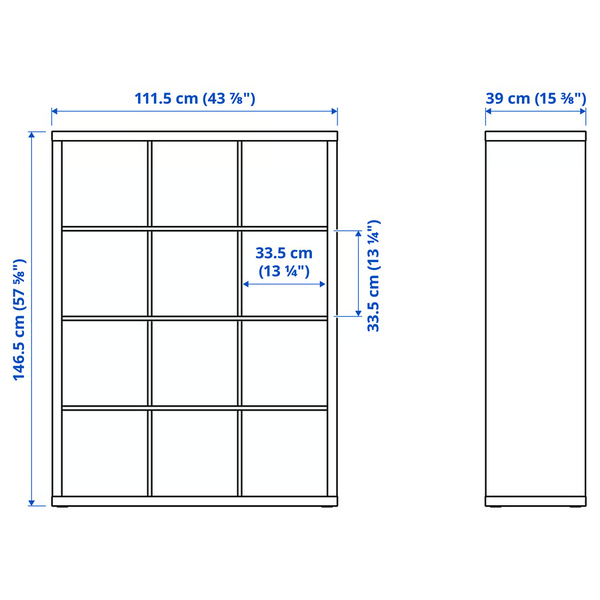 111.5 cm (43 ⅞")
39 cm (15 ⅜")
33.5 cm
(13 ¼")
33.5 cm (13 ¼")
146.5 cm (57 ⅝")